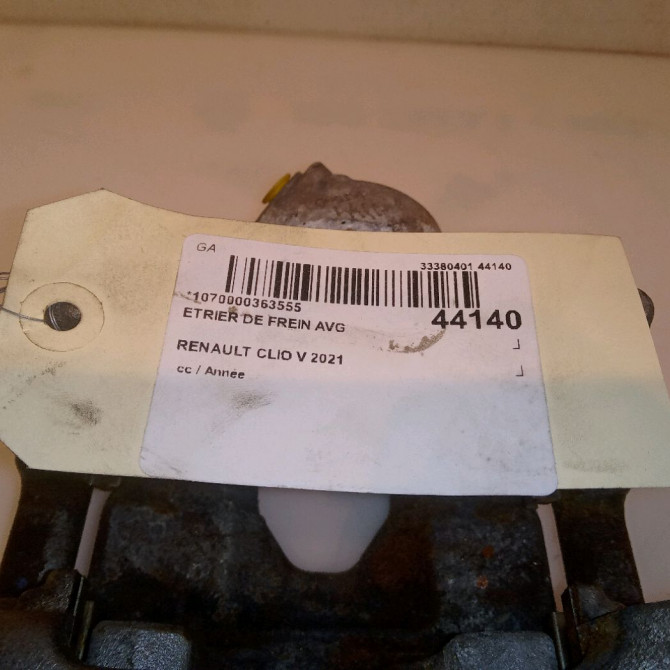 GA
33380401 44140
*1070000363555
44140
ETRIER DE FREIN AVG
RENAULT CLIO V 2021
cc / Année